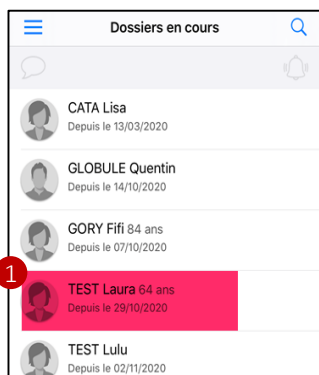 Dossiers en cours
CATA Lisa
Depuis le 13/03/2020
GLOBULE Quentin
Depuis le 14/10/2020
GORY Fifi 84 ans
Depuis le 07/10/2020
1
TEST Laura 64 ans
Depuis le 29/10/2020
TEST Lulu
Depuis le 02/11/2020